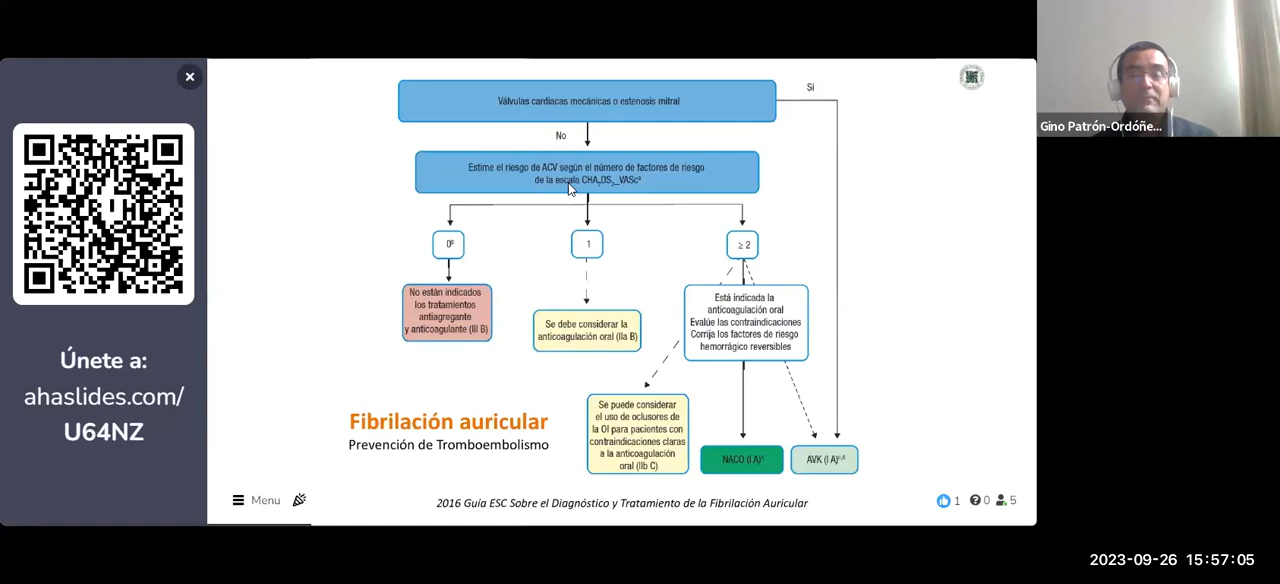 Válvulas cardiacas mecánicas o estenosis mitral
Sí
No
Estime el riesgo de ACV según el número de factores de riesgo
de la escala CHA₂DS₂_VAScᵃ
0ᵇ
1
≥ 2
No están indicados
los tratamientos
antiagregante
y anticoagulante (III B)
Se debe considerar la
anticoagulación oral (IIa B)
Está indicada la
anticoagulación oral
Evalúe las contraindicaciones
Corrija los factores de riesgo
hemorrágico reversibles
Se puede considerar
el uso de oclusores de
la OI para pacientes con
contraindicaciones claras
a la anticoagulación
oral (IIb C)
NACO (I A)
AVK (I A)
Fibrilación auricular
Prevención de Tromboembolismo
2016 Guía ESC Sobre el Diagnóstico y Tratamiento de la Fibrilación Auricular
Únete a:
ahaslides.com/
U64NZ
Menu
1
0
5
Gino Patrón-Ordóñe...
2023-09-26 15:57:05